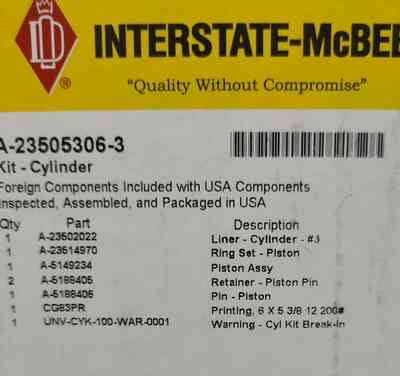 DD ®
INTERSTATE-McBEE
"Quality Without Compromise"
A-23505306-3
Kit - Cylinder
Foreign Components Included with USA Components
Inspected, Assembled, and Packaged in USA
Qty Part Description
1 A-23502022 Liner - Cylinder - #3
1 A-23514970 Ring Set - Piston
1 A-5149234 Piston Assy
2 A-5188405 Retainer - Piston Pin
1 A-5188406 Pin - Piston
1 CG83PR Printing, 6 X 5 3/8 12 200#
1 UNV-CYK-100-WAR-0001 Warning - Cyl Kit Break-In